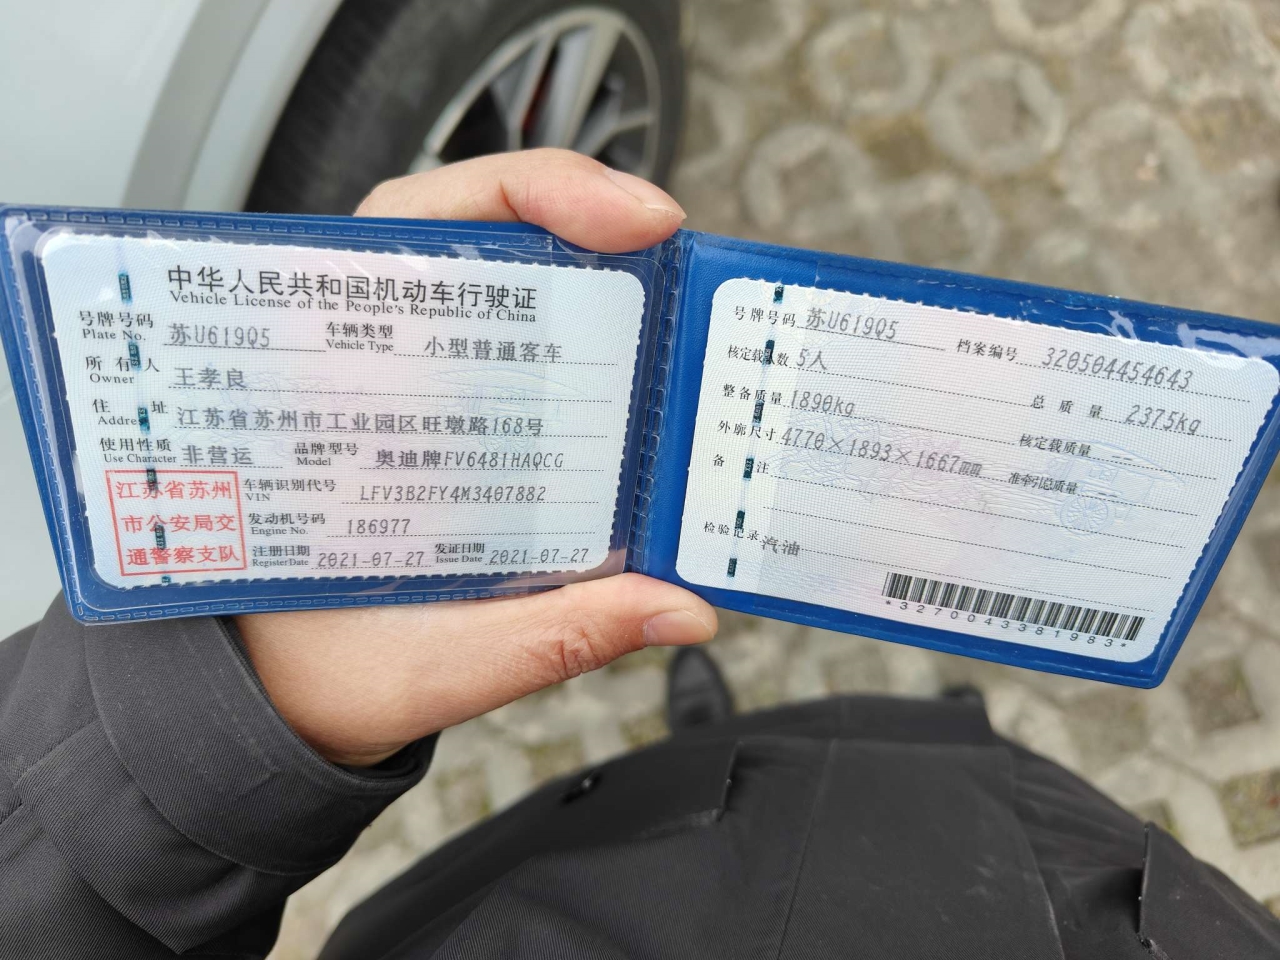 中华人民共和国机动车行驶证
Vehicle License of the People's Republic of China
号牌号码 苏U619Q5 车辆类型 小型普通客车
Plate No. Vehicle Type
所有人 王孝良
Owner
住址 江苏省苏州市工业园区旺墩路168号
Address
使用性质 非营运 品牌型号 奥迪牌FV6481HAQCG
Use Character Model
江苏省苏州
市公安局交
通警察支队
车辆识别代号 LFV3B2FY4M3407882
VIN
发动机号码 186977
Engine No.
注册日期 2021-07-27 发证日期 2021-07-27
Register Date Issue Date
号牌号码 苏U619Q5 档案编号 320504454643
核定载人数 5人 总质量 2375kg
整备质量 1890kg 核定载质量 --
外廓尺寸 4770×1893×1667mm 准牵引总质量 --
备注
检验记录 汽油
*3270043381983*